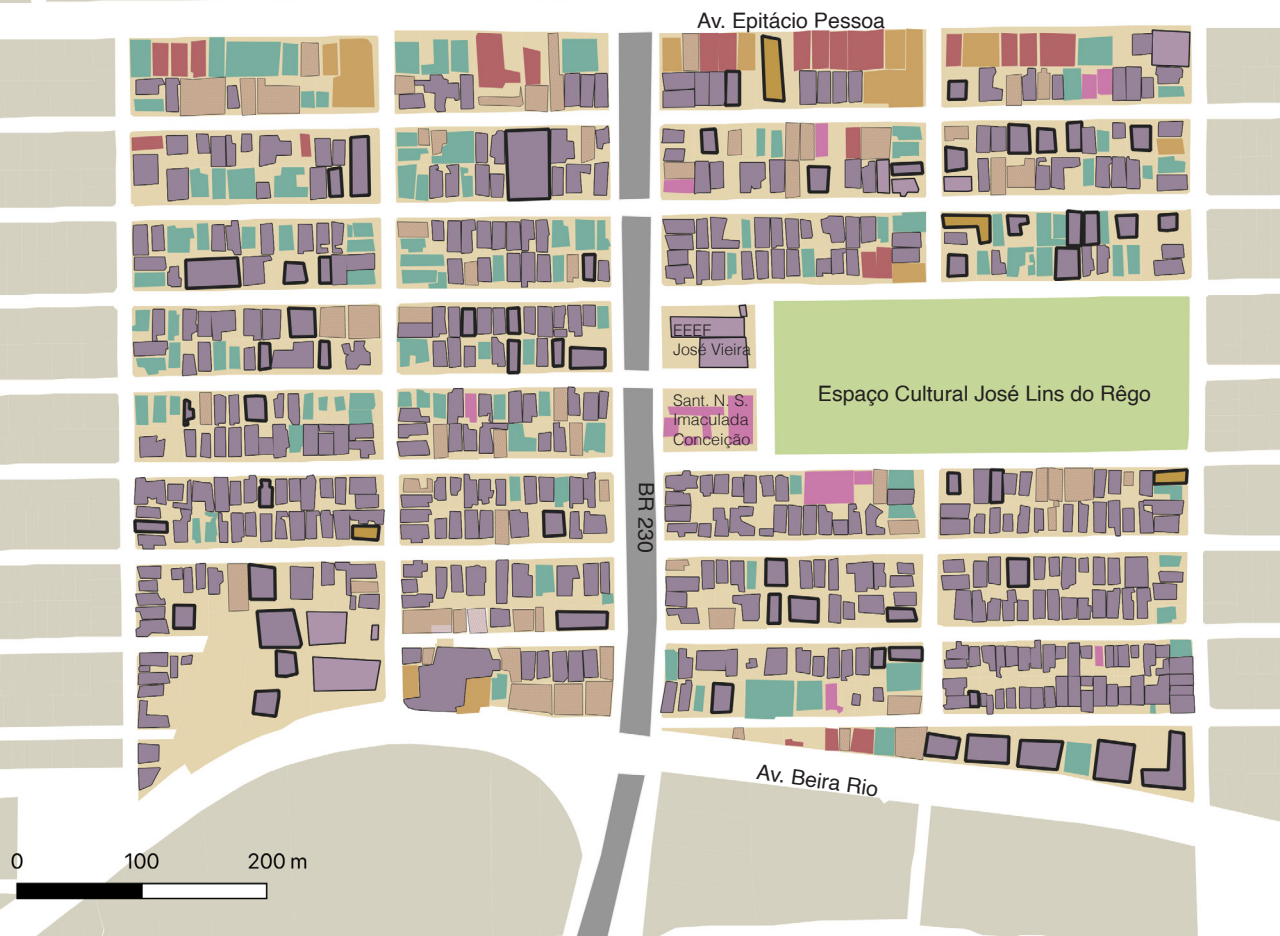 Av. Epitácio Pessoa
EEEF
José Vieira
Espaço Cultural José Lins do Rêgo
Sant. N. S.
Imaculada
Conceição
BR 230
Av. Beira Rio
0 100 200 m